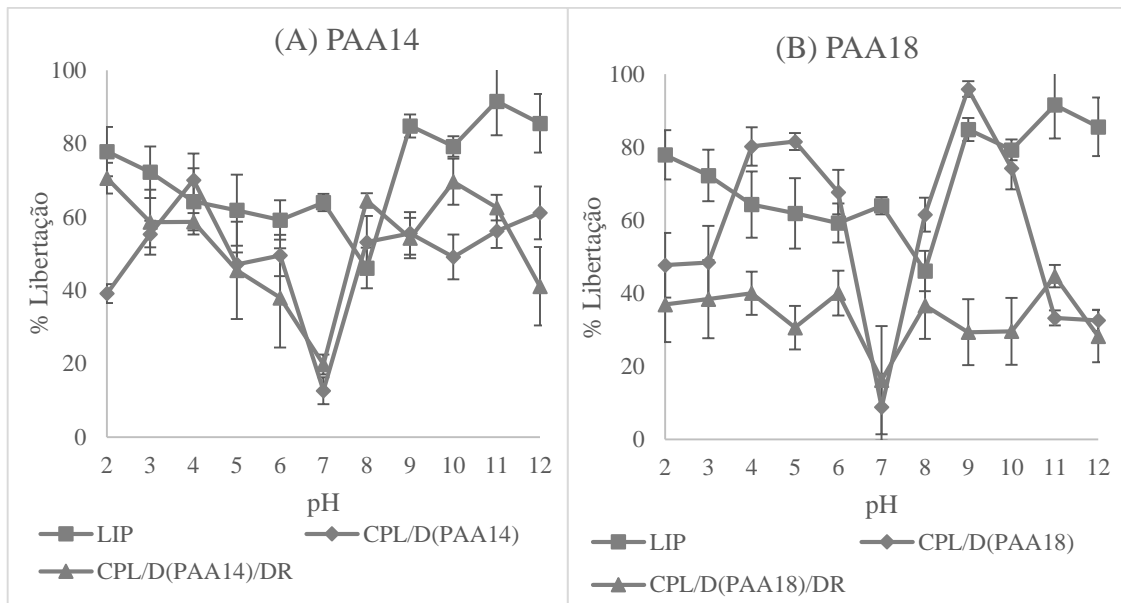 (A) PAA14
100
80
60
40
20
0
% Libertação
2 3 4 5 6 7 8 9 10 11 12
pH
LIP
CPL/D(PAA14)
CPL/D(PAA14)/DR
(B) PAA18
100
80
60
40
20
0
% Libertação
2 3 4 5 6 7 8 9 10 11 12
pH
LIP
CPL/D(PAA18)
CPL/D(PAA18)/DR